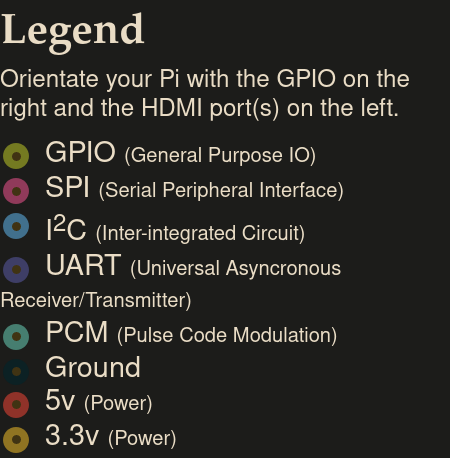 Legend
Orientate your Pi with the GPIO on the
right and the HDMI port(s) on the left.
GPIO (General Purpose IO)
SPI (Serial Peripheral Interface)
I²C (Inter-integrated Circuit)
UART (Universal Asyncronous
Receiver/Transmitter)
PCM (Pulse Code Modulation)
Ground
5v (Power)
3.3v (Power)